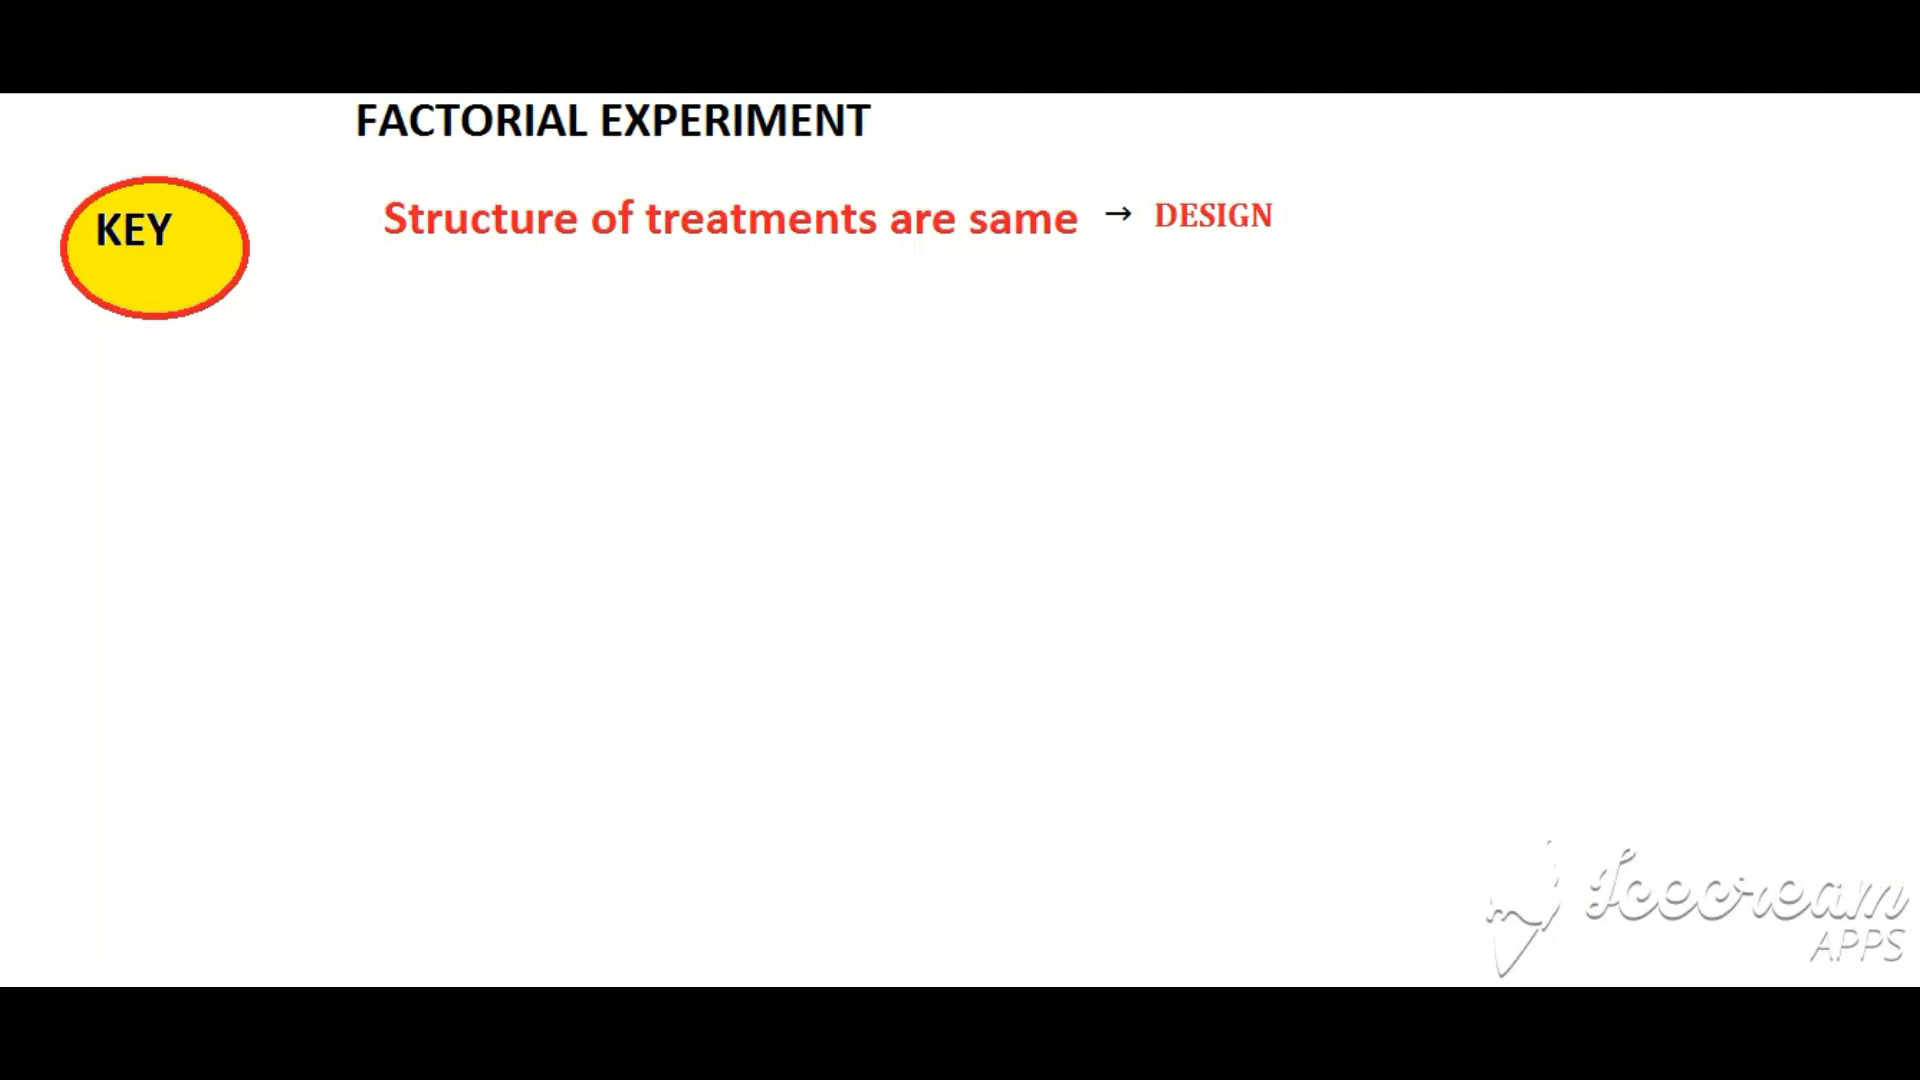 FACTORIAL EXPERIMENT
KEY
Structure of treatments are same → DESIGN
Icecream
APPS